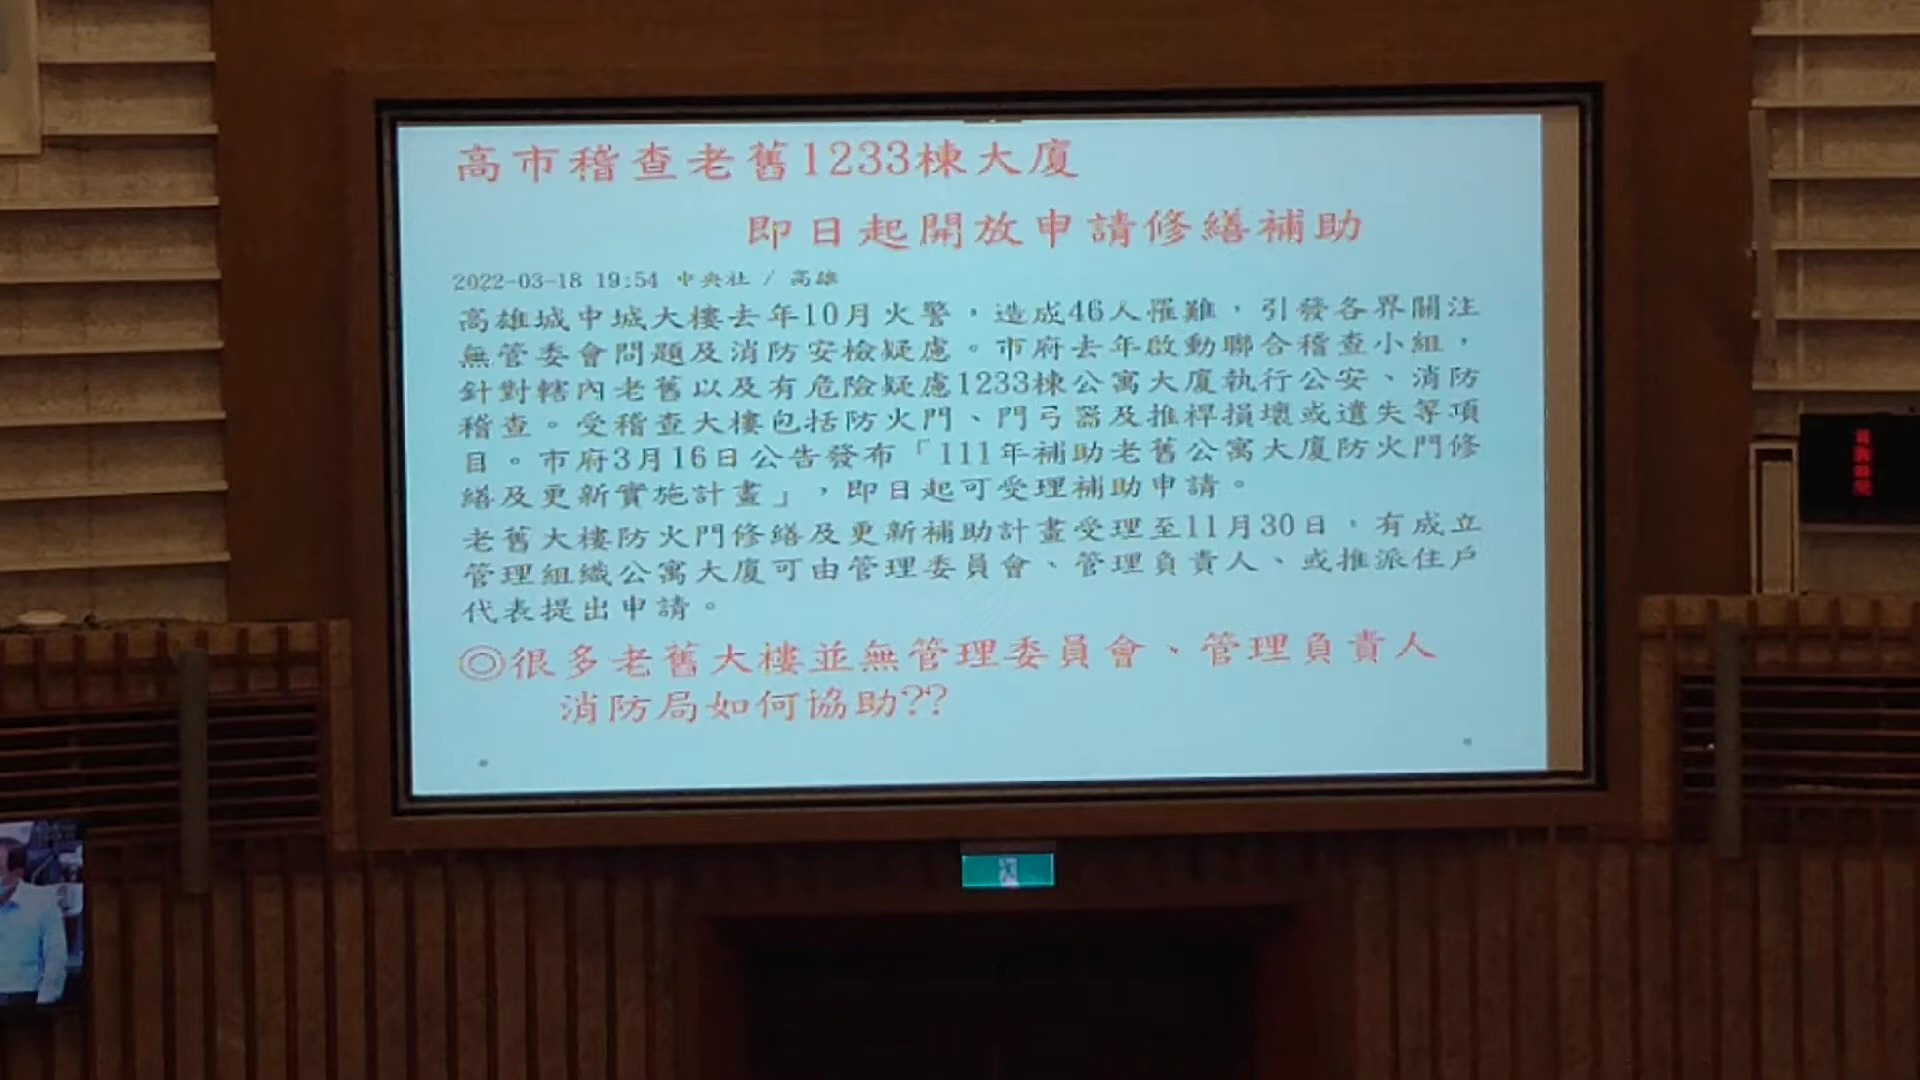 高市稽查老舊1233棟大廈
即日起開放申請修繕補助
2022-03-18 19:54 中央社 / 高雄
高雄城中城大樓去年10月火警，造成46人罹難，引發各界關注
無管委會問題及消防安檢疑慮。市府去年啟動聯合稽查小組，
針對轄內老舊以及有危險疑慮1233棟公寓大廈執行公安、消防
稽查。受稽查大樓包括防火門、門弓器及推桿損壞或遺失等項
目。市府3月16日公告發布「111年補助老舊公寓大廈防火門修
繕及更新實施計畫」，即日起可受理補助申請。
老舊大樓防火門修繕及更新補助計畫受理至11月30日，有成立
管理組織公寓大廈可由管理委員會、管理負責人、或推派住戶
代表提出申請。
◎很多老舊大樓並無管理委員會、管理負責人
消防局如何協助??